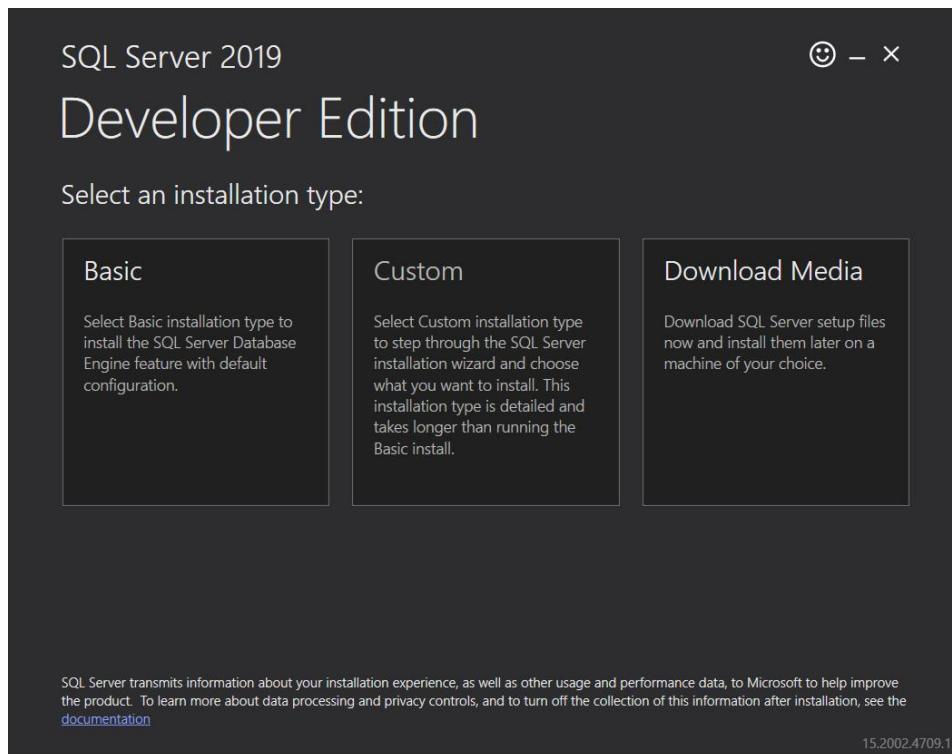 SQL Server 2019
Developer Edition
Select an installation type:
Basic
Select Basic installation type to
install the SQL Server Database
Engine feature with default
configuration.
Custom
Select Custom installation type
to step through the SQL Server
installation wizard and choose
what you want to install. This
installation type is detailed and
takes longer than running the
Basic install.
Download Media
Download SQL Server setup files
now and install them later on a
machine of your choice.
SQL Server transmits information about your installation experience, as well as other usage and performance data, to Microsoft to help improve
the product. To learn more about data processing and privacy controls, and to turn off the collection of this information after installation, see the
documentation
15.2002.4709.1